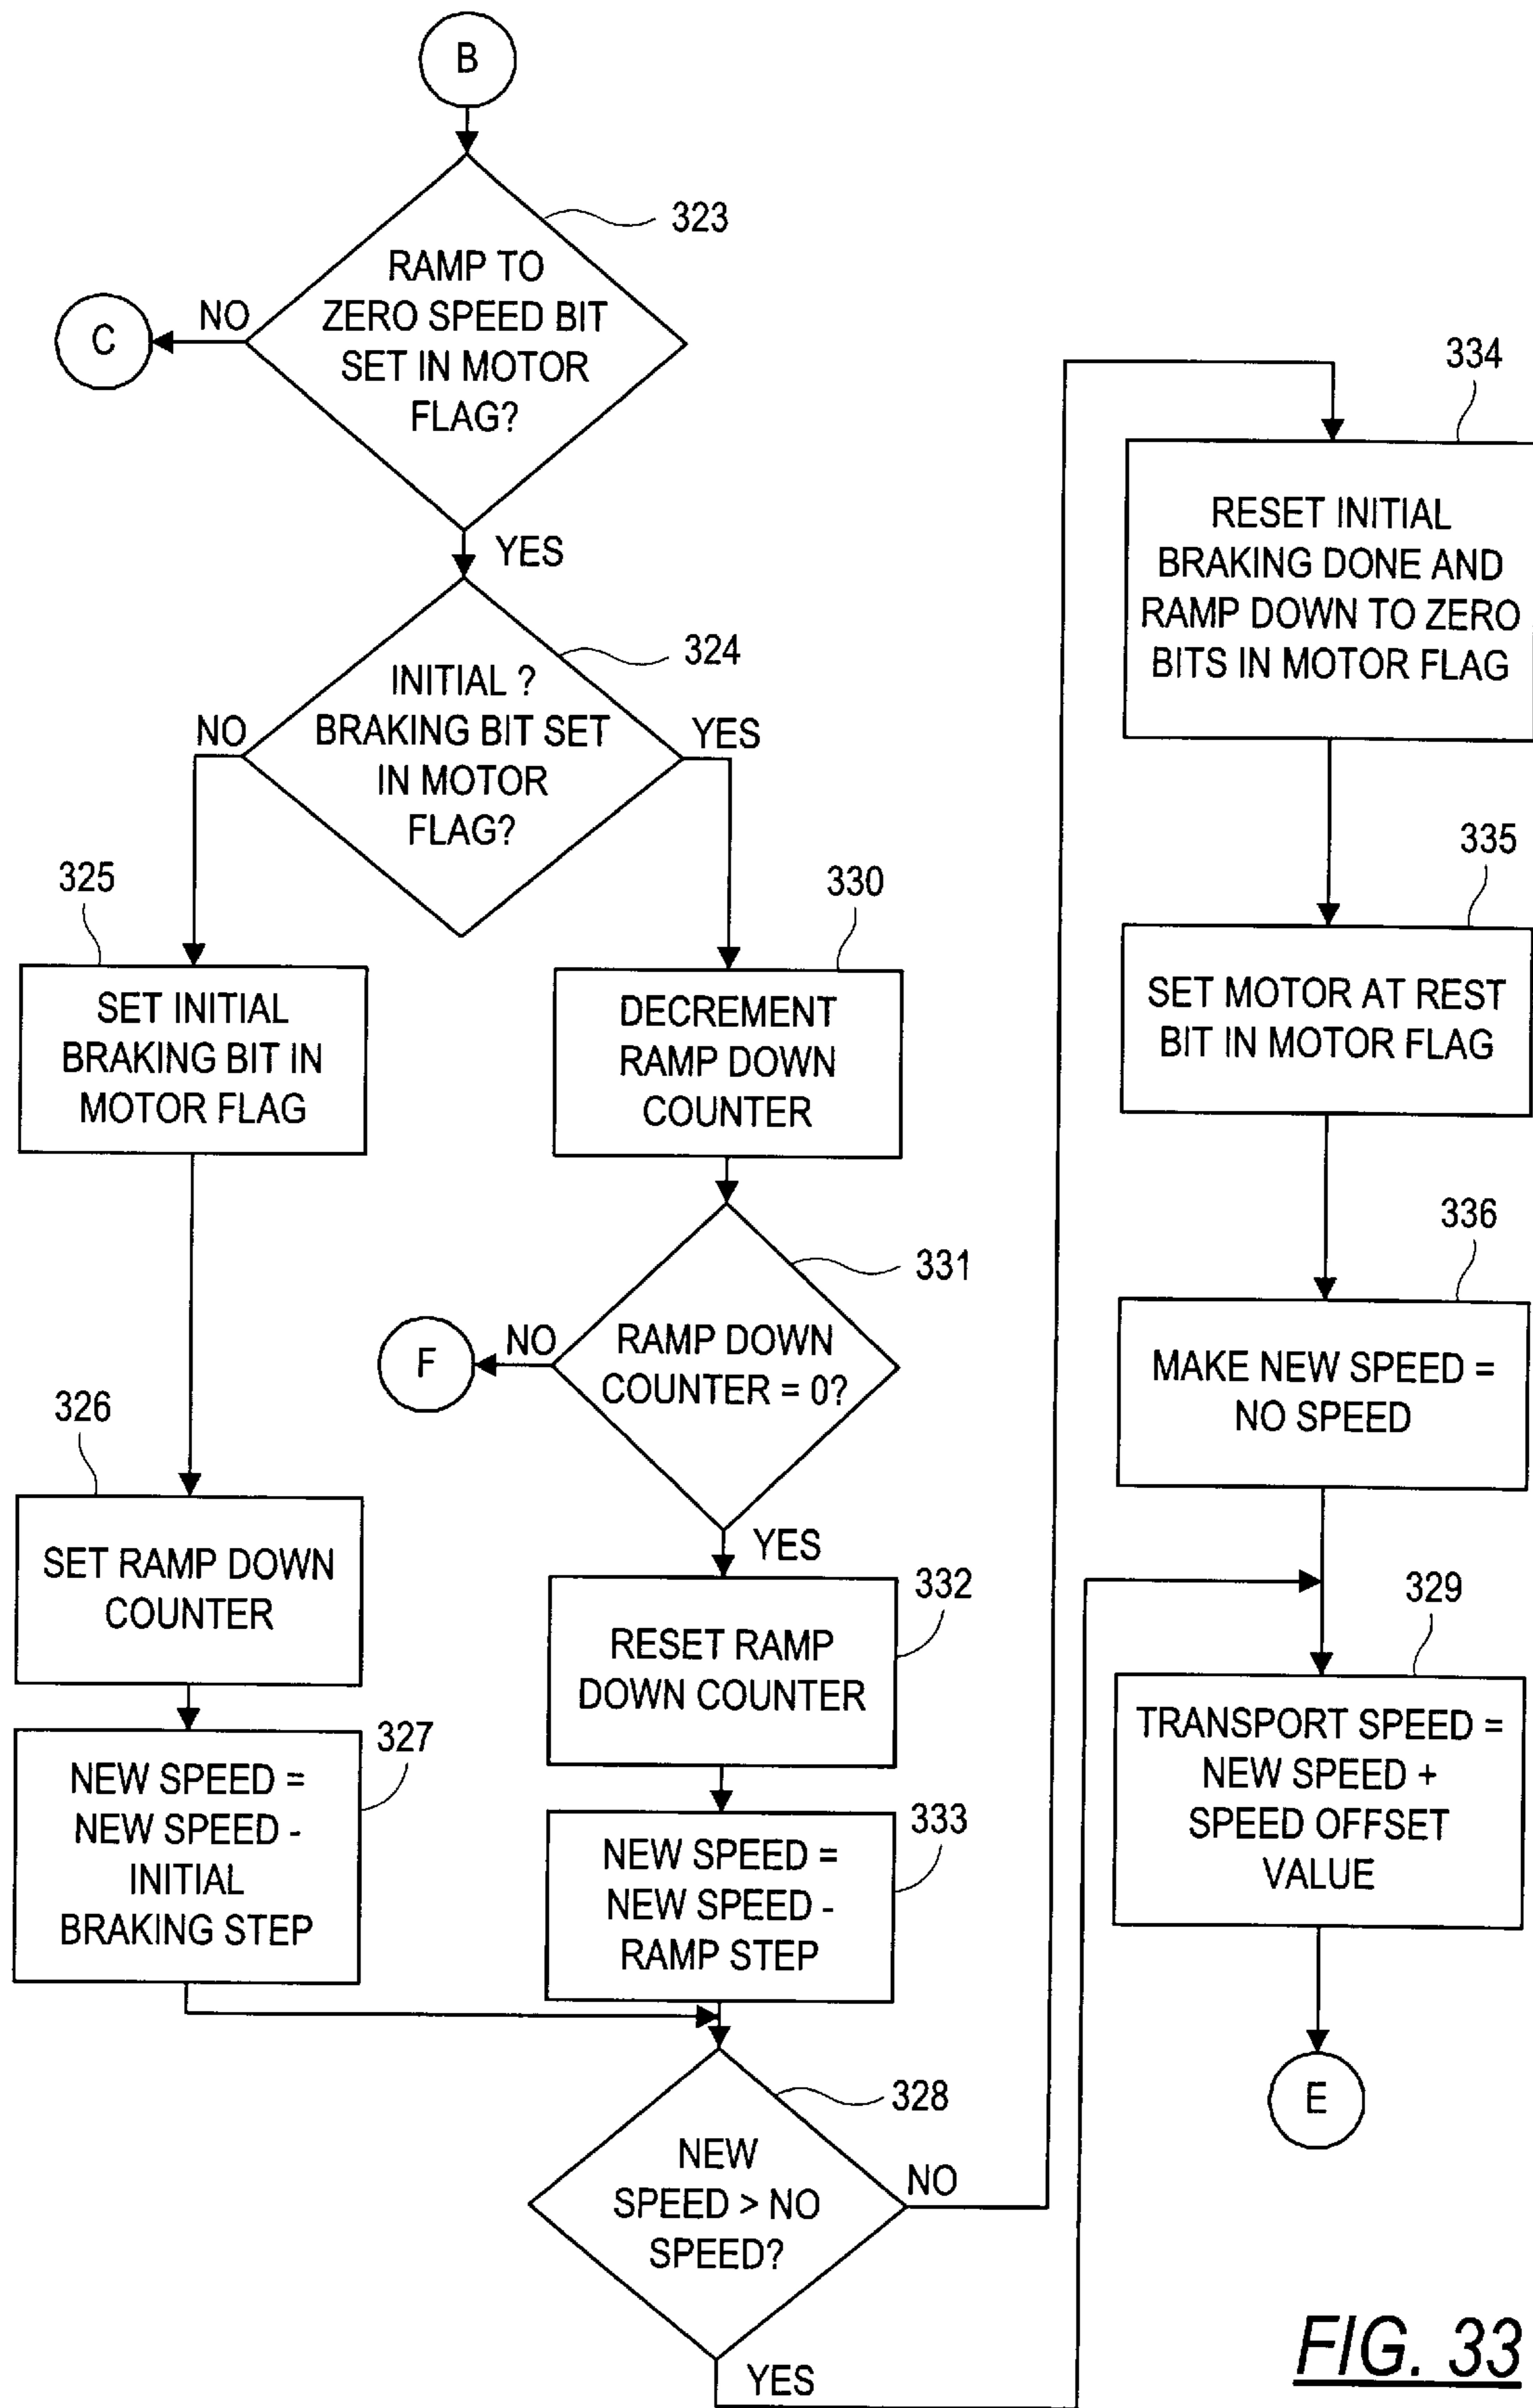 B
323
RAMP TO
ZERO SPEED BIT
SET IN MOTOR
FLAG?
NO
C
YES
324
INITIAL ?
BRAKING BIT SET
IN MOTOR
FLAG?
NO
YES
325
SET INITIAL
BRAKING BIT IN
MOTOR FLAG
326
SET RAMP DOWN
COUNTER
327
NEW SPEED =
NEW SPEED -
INITIAL
BRAKING STEP
330
DECREMENT
RAMP DOWN
COUNTER
331
RAMP DOWN
COUNTER = 0?
NO
F
YES
332
RESET RAMP
DOWN COUNTER
333
NEW SPEED =
NEW SPEED -
RAMP STEP
328
NEW
SPEED > NO
SPEED?
NO
YES
334
RESET INITIAL
BRAKING DONE AND
RAMP DOWN TO ZERO
BITS IN MOTOR FLAG
335
SET MOTOR AT REST
BIT IN MOTOR FLAG
336
MAKE NEW SPEED =
NO SPEED
329
TRANSPORT SPEED =
NEW SPEED +
SPEED OFFSET
VALUE
E
FIG. 33